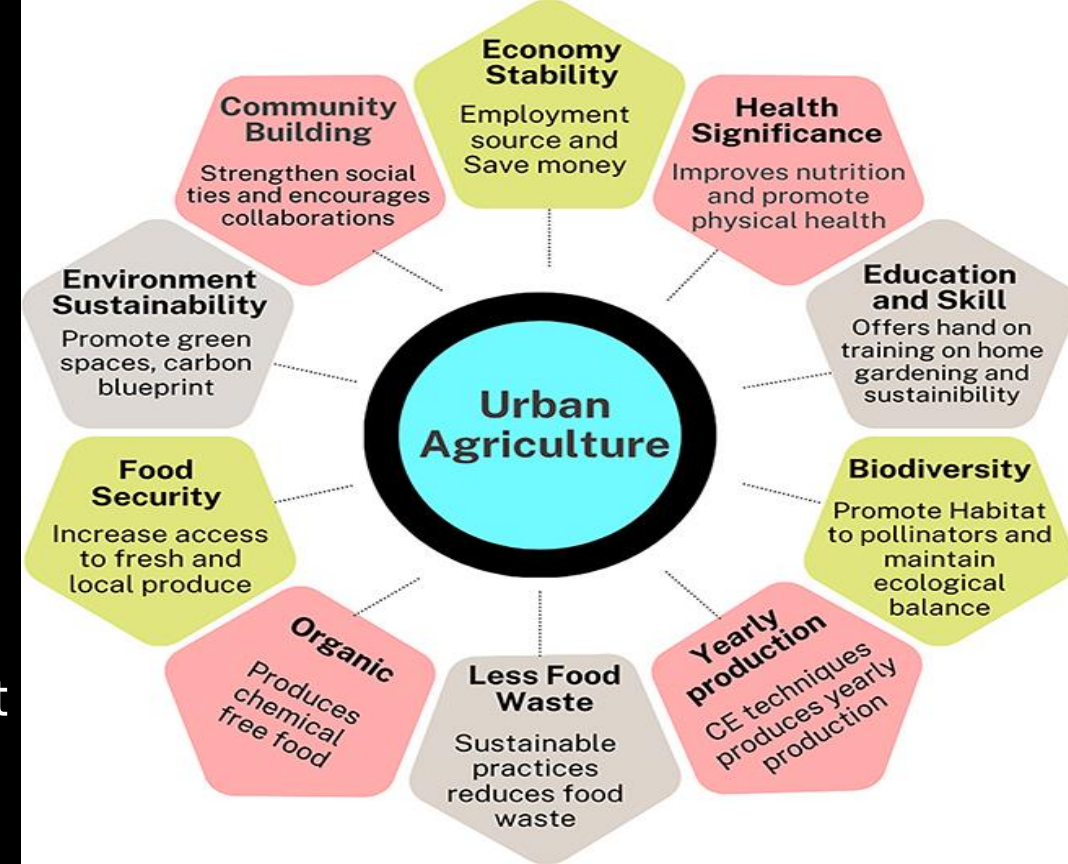 Economy
Stability
Employment
source and
Save money
Health
Significance
Improves nutrition
and promote
physical health
Education
and Skill
Offers hand on
training on home
gardening and
sustainibility
Biodiversity
Promote Habitat
to pollinators and
maintain
ecological
balance
Yearly
production
CE techniques
produces yearly
production
Less Food
Waste
Sustainable
practices
reduces food
waste
Organic
Produces
chemical
free food
Food
Security
Increase access
to fresh and
local produce
Environment
Sustainability
Promote green
spaces, carbon
blueprint
Community
Building
Strengthen social
ties and encourages
collaborations
Urban
Agriculture
t